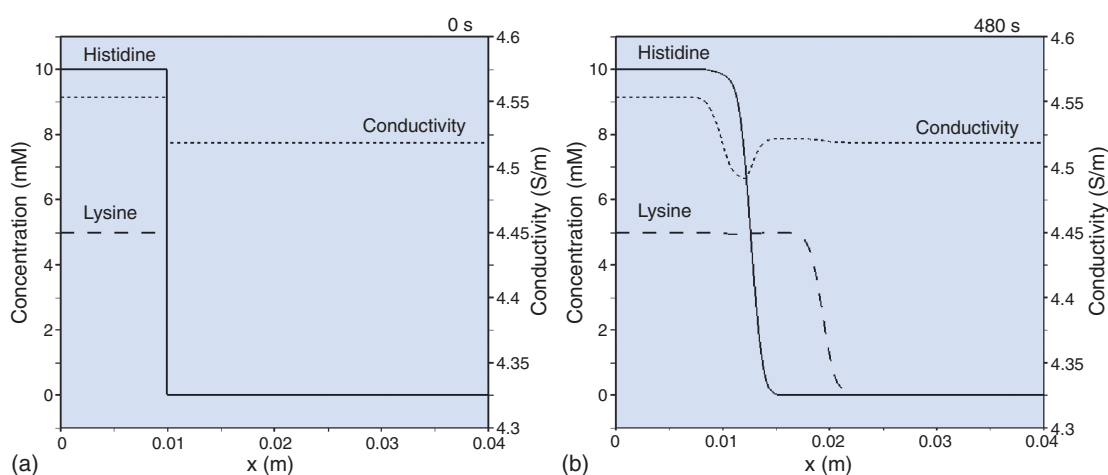 0 s
4.6
Histidine
10
4.55
8
Conductivity
4.5
6
Lysine
4.45
4
4.4
2
4.35
0
4.3
0
0.01
0.02
0.03
0.04
Concentration (mM)
Conductivity (S/m)
(a)
x (m)
480 s
4.6
Histidine
10
4.55
8
Conductivity
4.5
6
Lysine
4.45
4
4.4
2
4.35
0
4.3
0
0.01
0.02
0.03
0.04
Concentration (mM)
Conductivity (S/m)
(b)
x (m)